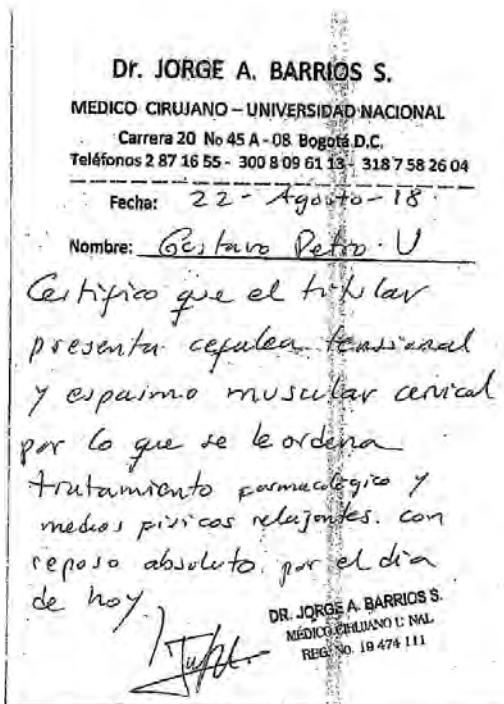 Dr. JORGE A. BARRIOS S.
MEDICO CIRUJANO – UNIVERSIDAD NACIONAL
Carrera 20 No 45 A - 08 Bogotá D.C.
Teléfonos 2 87 16 55 - 300 8 09 61 13 - 318 7 58 26 04
Fecha: 22 - Agosto - 18
Nombre: Gustavo Petro. U
Certifico que el titular
presenta cefalea tensional
y espasmo muscular cervical
por lo que se le ordena
tratamiento farmacologico y
medios fisicos relajantes. con
reposo absoluto. por el dia
de hoy.
DR. JORGE A. BARRIOS S.
MÉDICO CIRUJANO U. NAL
REG. No. 19 474 111